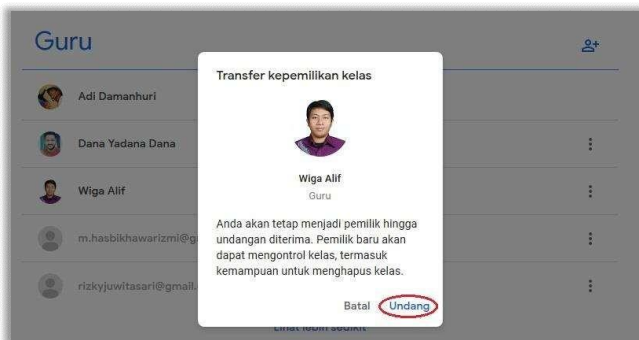 Guru
Adi Damanhuri
Dana Yadana Dana
Wiga Alif
m.hasbikhawarizmi@g
rizkyjuwitasari@gmail.
Transfer kepemilikan kelas
Wiga Alif
Guru
Anda akan tetap menjadi pemilik hingga
undangan diterima. Pemilik baru akan
dapat mengontrol kelas, termasuk
kemampuan untuk menghapus kelas.
Batal Undang
Lihat lebih sedikit